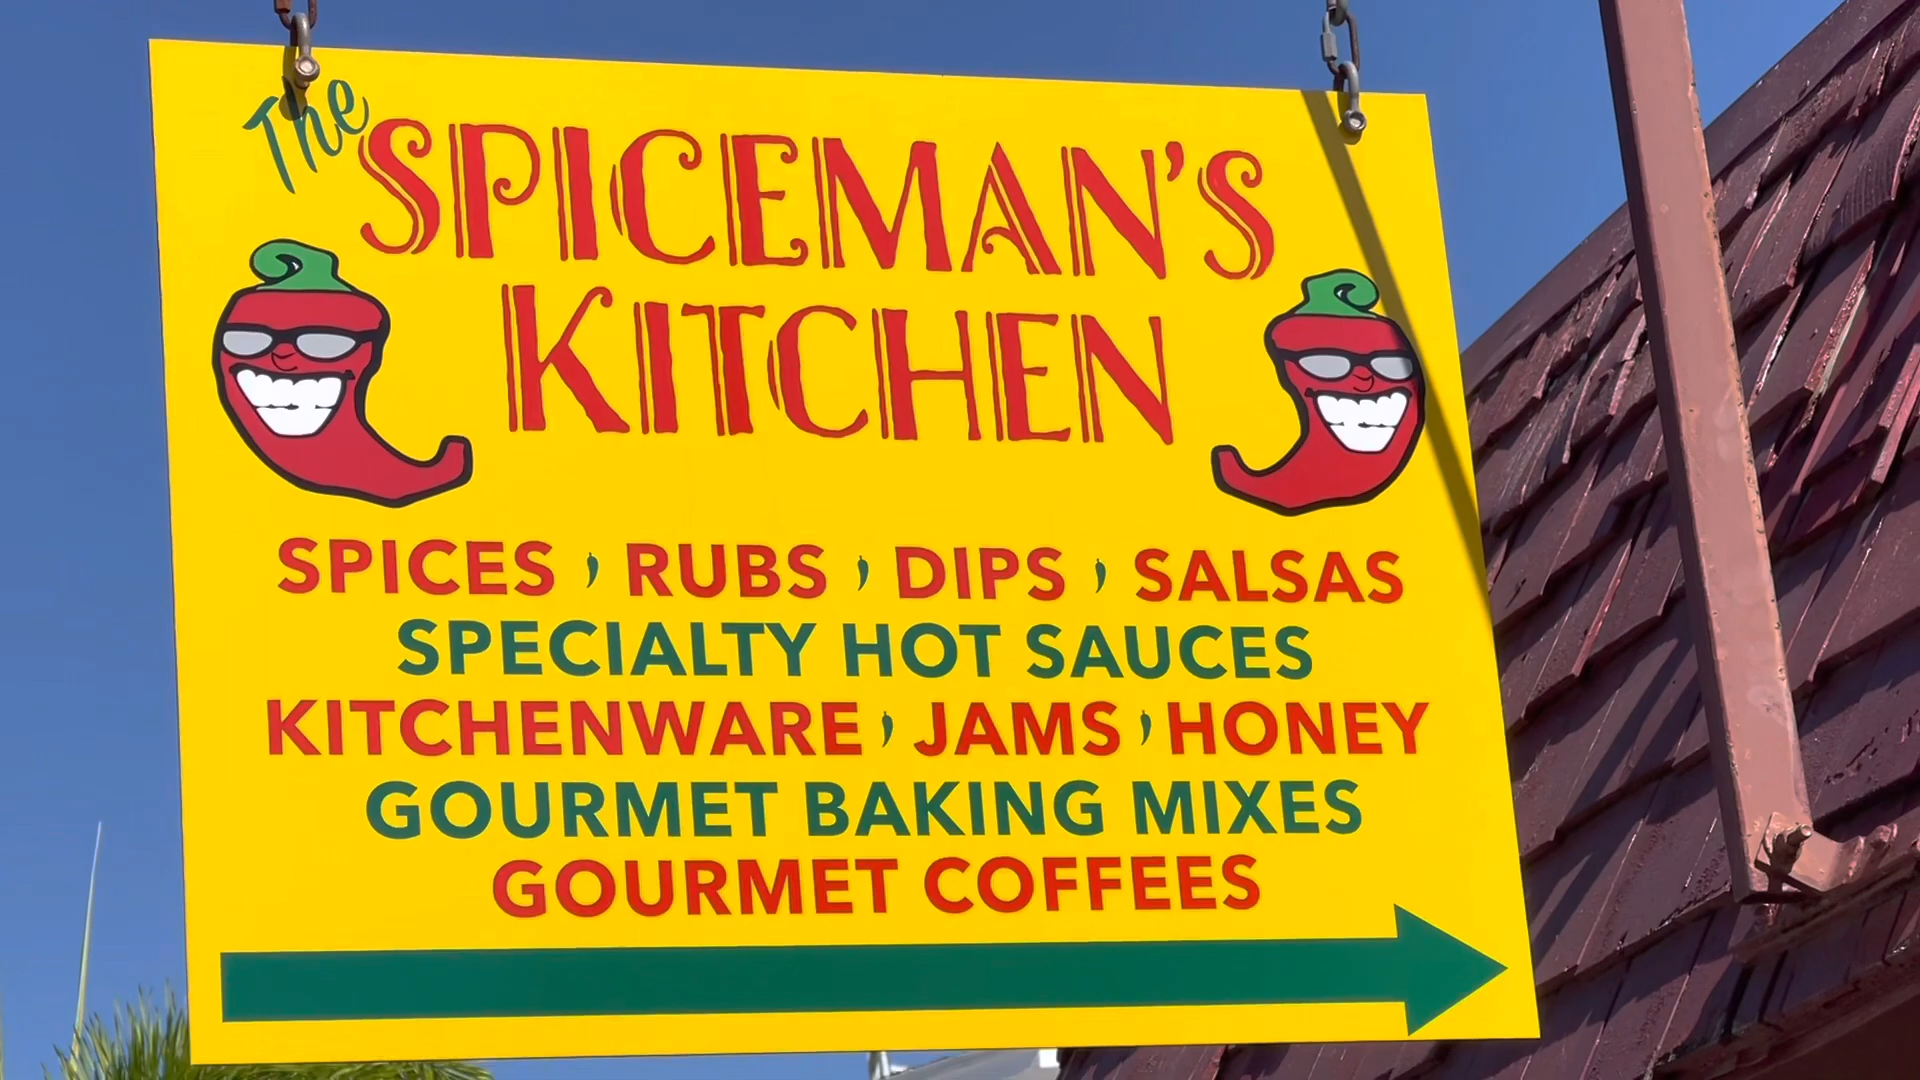 The SPICEMAN'S
KITCHEN
SPICES RUBS DIPS SALSAS
SPECIALTY HOT SAUCES
KITCHENWARE JAMS HONEY
GOURMET BAKING MIXES
GOURMET COFFEES